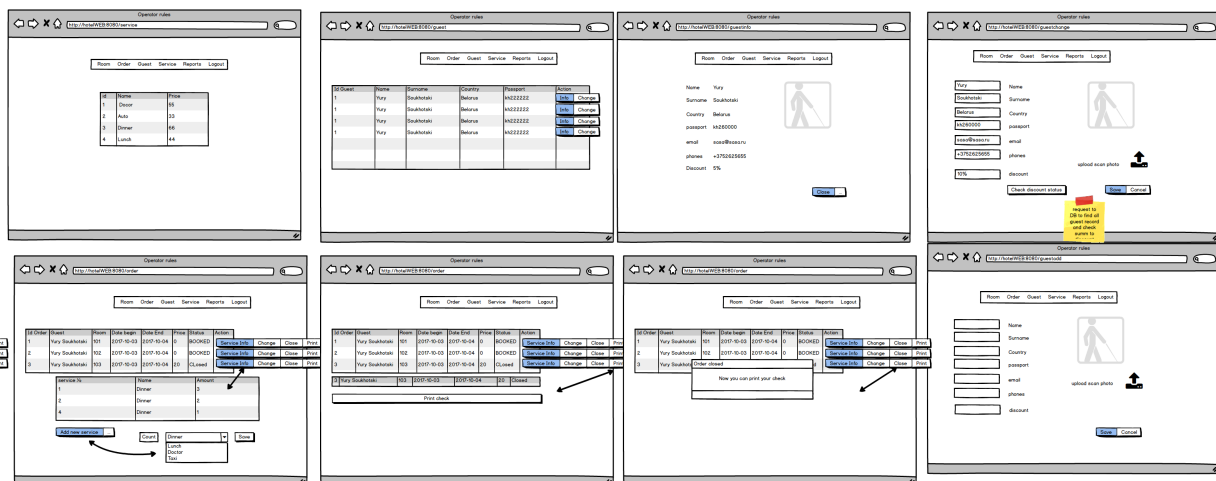 Operator rules
http://hotelWEB:8080/service
Room Order Guest Service Reports Logout
id Name Price
1 Docor 55
2 Auto 33
3 Dinner 66
4 Lunch 44
Operator rules
http://hotelWEB:8080/guest
Room Order Guest Service Reports Logout
Id Guest Name Surname Country Passport Action
1 Yury Soukhotski Belarus kh222222 Info Change
1 Yury Soukhotski Belarus kh222222 Info Change
1 Yury Soukhotski Belarus kh222222 Info Change
1 Yury Soukhotski Belarus kh222222 Info Change
Operator rules
http://hotelWEB:8080/guestinfo
Room Order Guest Service Reports Logout
Name Yury
Surname Soukhotski
Country Belarus
passport kh260000
email
phones +3752625655
Discount 5%
Close ...
Operator rules
http://hotelWEB:8080/guestchange
Room Order Guest Service Reports Logout
Yury Name
Soukhotski Surname
Belarus Country
kh260000 passport
email
+3752625655 phones
upload scan photo
10% discount
Check discount status Save Cancel
request to
DB to find all
guest record
and check
summ to
Operator rules
http://hotelWEB:8080/order
Room Order Guest Service Reports Logout
Id Order Guest Room Date begin Date End Price Status Action
1 Yury Soukhotski 101 2017-10-03 2017-10-04 0 BOOKED Service Info Change Close Print
2 Yury Soukhotski 102 2017-10-03 2017-10-04 0 BOOKED Service Info Change Close Print
3 Yury Soukhotski 103 2017-10-03 2017-10-04 20 CLosed Service Info Change Close Print
service № Name Amount
1 Dinner 3
2 Dinner 2
4 Dinner 1
Add new service ...
Count Dinner Save
Lunch
Doctor
Taxi
Operator rules
http://hotelWEB:8080/order
Room Order Guest Service Reports Logout
Id Order Guest Room Date begin Date End Price Status Action
1 Yury Soukhotski 101 2017-10-03 2017-10-04 0 BOOKED Service Info Change Close Print
2 Yury Soukhotski 102 2017-10-03 2017-10-04 0 BOOKED Service Info Change Close Print
3 Yury Soukhotski 103 2017-10-03 2017-10-04 20 CLosed Service Info Change Close Print
3 Yury Soukhotski 103 2017-10-03 2017-10-04 20 Closed
Print check
Operator rules
http://hotelWEB:8080/order
Room Order Guest Service Reports Logout
Id Order Guest Room Date begin Date End Price Status Action
1 Yury Soukhotski 101 2017-10-03 2017-10-04 0 BOOKED Service Info Change Close Print
2 Yury Soukhotski 102 2017-10-03 2017-10-04 0 BOOKED Service Info Change Close Print
3 Service Info Change Close Print
Order closed
Now you can print your check
Operator rules
http://hotelWEB:8080/guestadd
Room Order Guest Service Reports Logout
Name
Surname
Country
passport
email
upload scan photo
phones
discount
Save Cancel